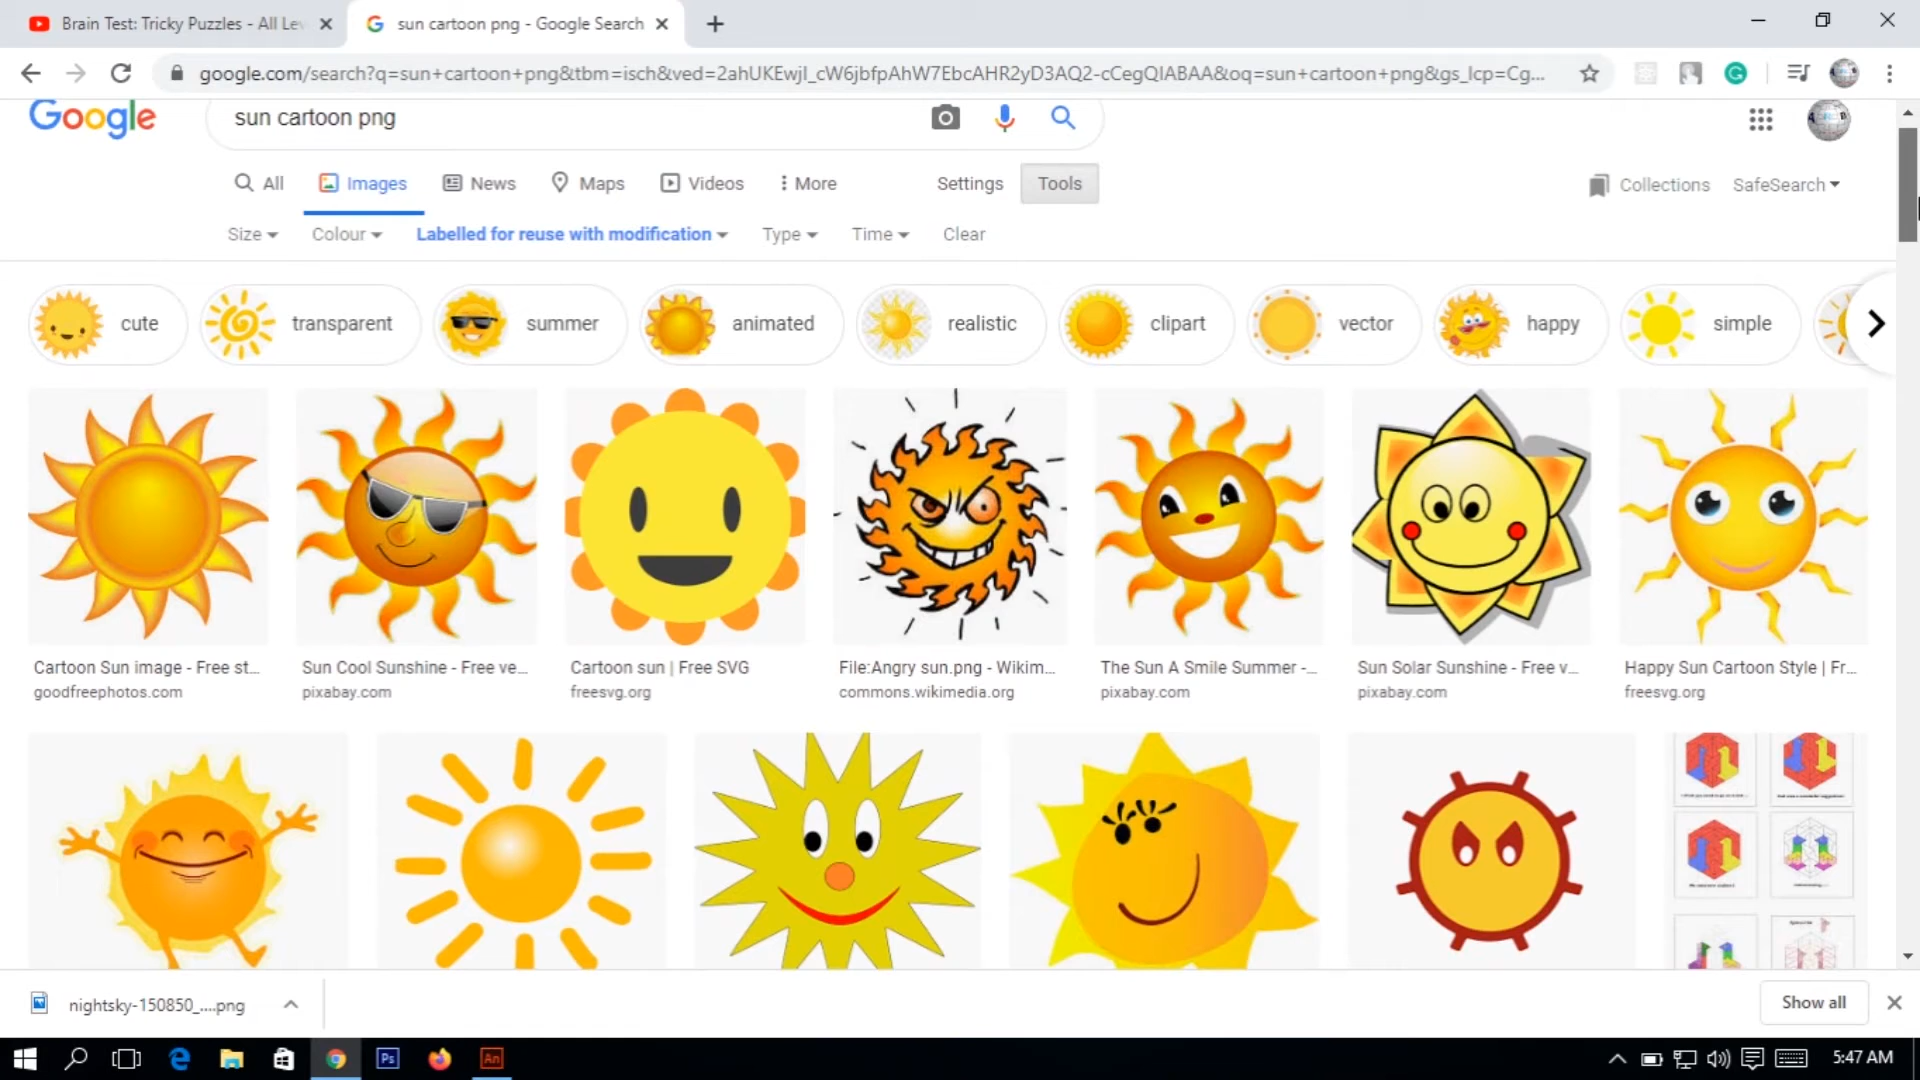 Brain Test: Tricky Puzzles - All Lev
sun cartoon png - Google Search
google.com/search?q=sun+cartoon+png&tbm=isch&ved=2ahUKEwjI_cW6jbfpAhW7EbcAHR2yD3AQ2-cCegQIABAA&oq=sun+cartoon+png&gs_lcp=Cg...
Google
sun cartoon png
All
Images
News
Maps
Videos
More
Settings
Tools
Collections
SafeSearch
Size
Colour
Labelled for reuse with modification
Type
Time
Clear
cute
transparent
summer
animated
realistic
clipart
vector
happy
simple
Cartoon Sun image - Free st...
goodfreephotos.com
Sun Cool Sunshine - Free ve...
pixabay.com
Cartoon sun | Free SVG
freesvg.org
File:Angry sun.png - Wikim...
commons.wikimedia.org
The Sun A Smile Summer -...
pixabay.com
Sun Solar Sunshine - Free v...
pixabay.com
Happy Sun Cartoon Style | Fr...
freesvg.org
nightsky-150850_....png
Show all
Ps
An
5:47 AM